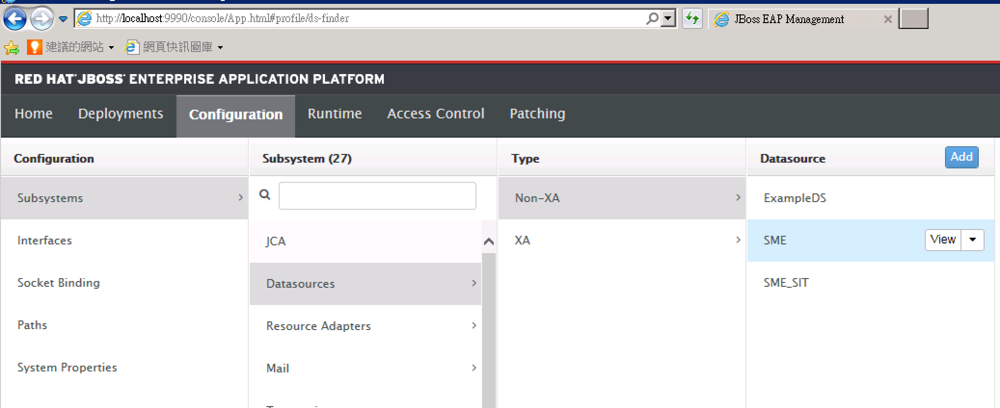 http://localhost:9990/console/App.html#profile/ds-finder
JBoss EAP Management
建議的網站
網頁快訊圖庫
RED HAT JBOSS ENTERPRISE APPLICATION PLATFORM
Home Deployments Configuration Runtime Access Control Patching
Configuration
Subsystems
Interfaces
Socket Binding
Paths
System Properties
Subsystem (27)
JCA
Datasources
Resource Adapters
Mail
Type
Non-XA
XA
Datasource Add
ExampleDS
SME View
SME_SIT